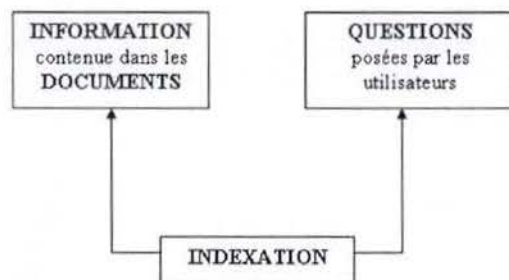 INFORMATION
contenue dans les
DOCUMENTS
QUESTIONS
posées par les
utilisateurs
INDEXATION